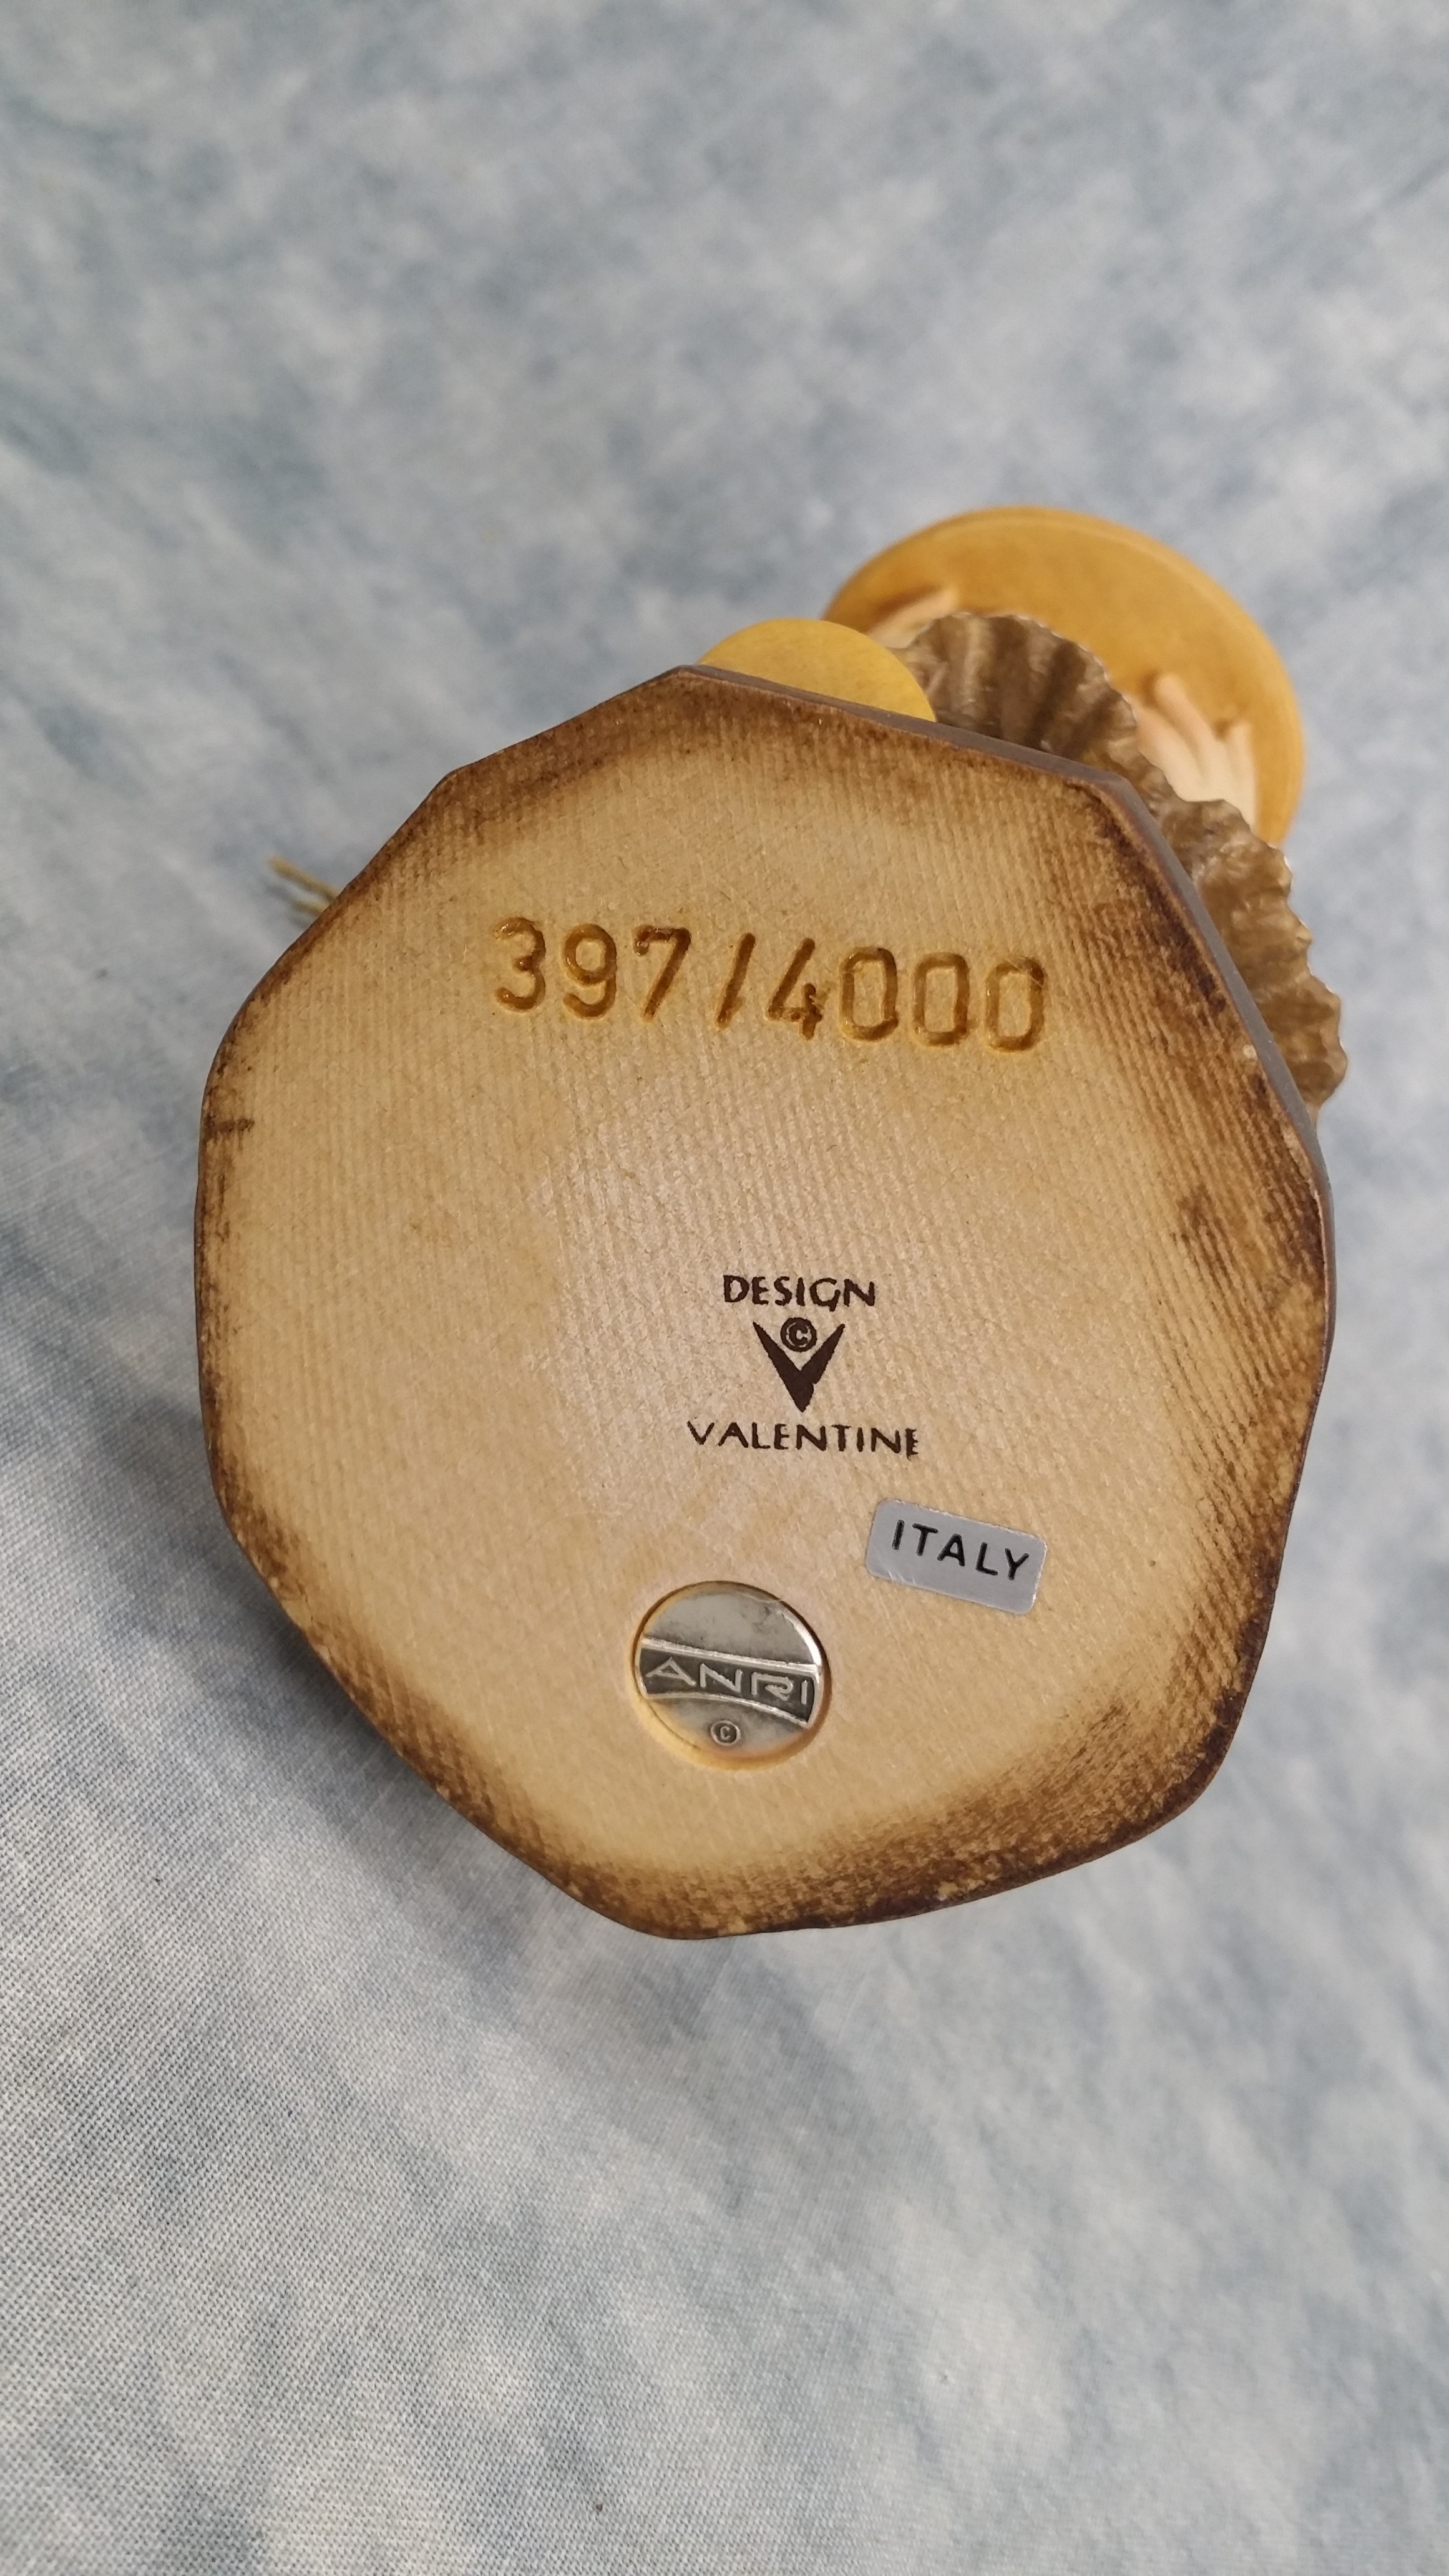 397/4000
DESIGN
©
VALENTINE
ITALY
ANRI
©